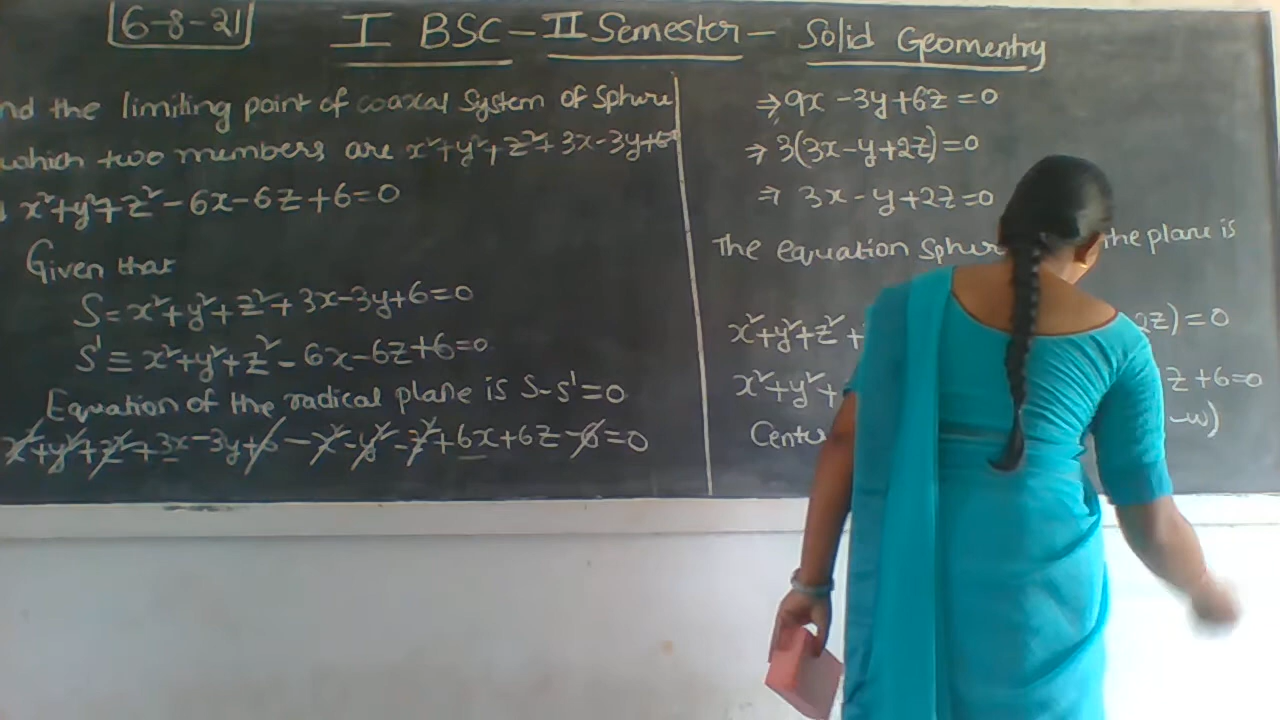 6-8-21
I BSC - II Semester - Solid Geomentry
nd the limiting point of coaxal System of Sphere
which two members are x²+y²+z²+3x-3y+6=0
x²+y²+z²-6x-6z+6=0
Given that
S=x²+y²+z²+3x-3y+6=0
S'≡x²+y²+z²-6x-6z+6=0
Equation of the radical plane is S-S'=0
x²+y²+z²+3x-3y+6-x²-y²-z²+6x+6z-6=0
⇒9x-3y+6z=0
⇒3(3x-y+2z)=0
⇒3x-y+2z=0
The equation Spher the plane is
x²+y²+z²+ 2z)=0
x²+y²+ z+6=0
Cente -w)